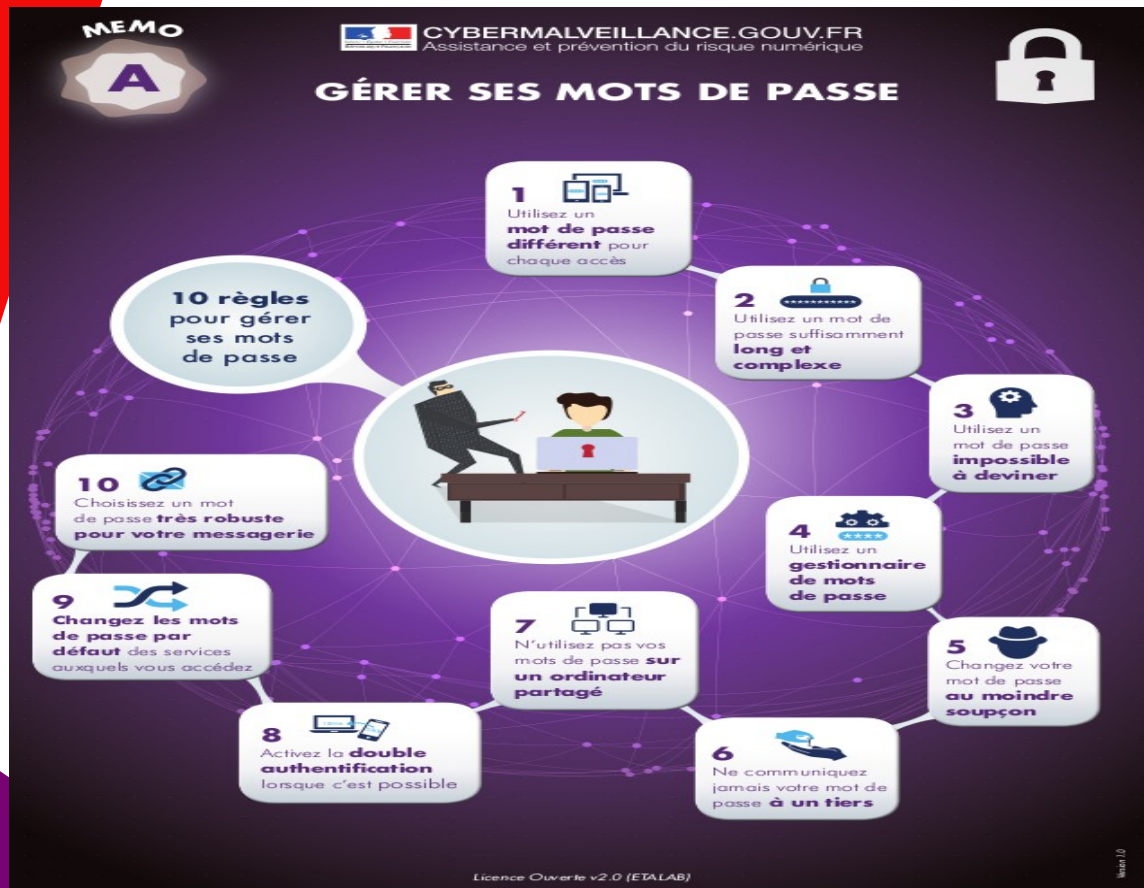 MEMO
A
CYBERMALVEILLANCE.GOUV.FR
Assistance et prévention du risque numérique
GÉRER SES MOTS DE PASSE
10 règles
pour gérer
ses mots
de passe
1
Utilisez un
mot de passe
différent pour
chaque accès
2
Utilisez un mot de
passe suffisamment
long et
complexe
3
Utilisez un
mot de passe
impossible
à deviner
4
Utilisez un
gestionnaire
de mots
de passe
5
Changez votre
mot de passe
au moindre
soupçon
6
Ne communiquez
jamais votre mot de
passe à un tiers
7
N'utilisez pas vos
mots de passe sur
un ordinateur
partagé
8
Activez la double
authentification
lorsque c'est possible
9
Changez les mots
de passe par
défaut des services
auxquels vous accédez
10
Choisissez un mot
de passe très robuste
pour votre messagerie
Licence Ouverte v2.0 (ETALAB)
Version 1.0